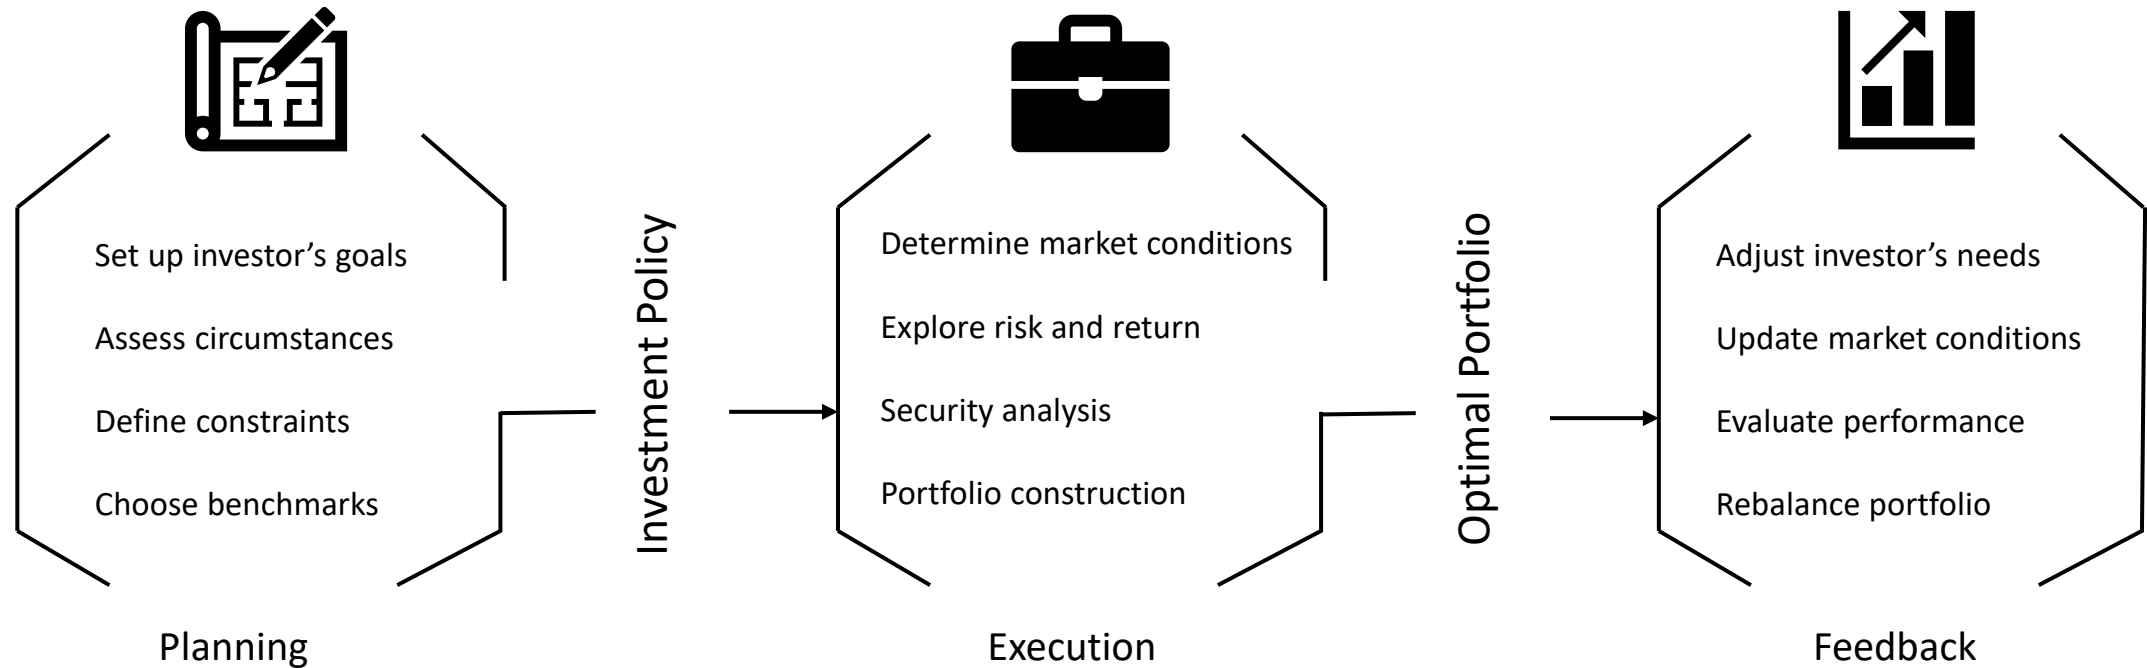 Set up investor’s goals
Assess circumstances
Define constraints
Choose benchmarks
Planning
Investment Policy
Determine market conditions
Explore risk and return
Security analysis
Portfolio construction
Execution
Optimal Portfolio
Adjust investor’s needs
Update market conditions
Evaluate performance
Rebalance portfolio
Feedback